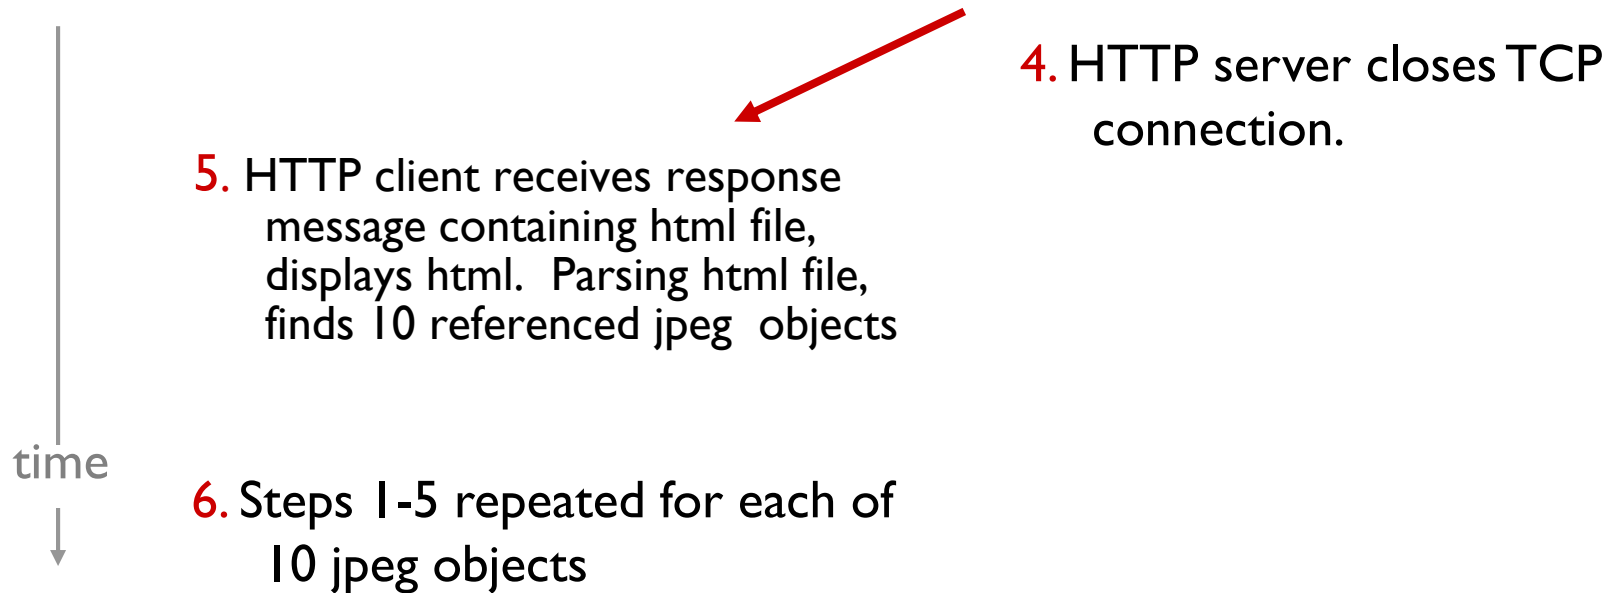 4. HTTP server closes TCP
connection.
5. HTTP client receives response
message containing html file,
displays html.  Parsing html file,
finds 10 referenced jpeg  objects
time
6. Steps 1-5 repeated for each of
10 jpeg objects